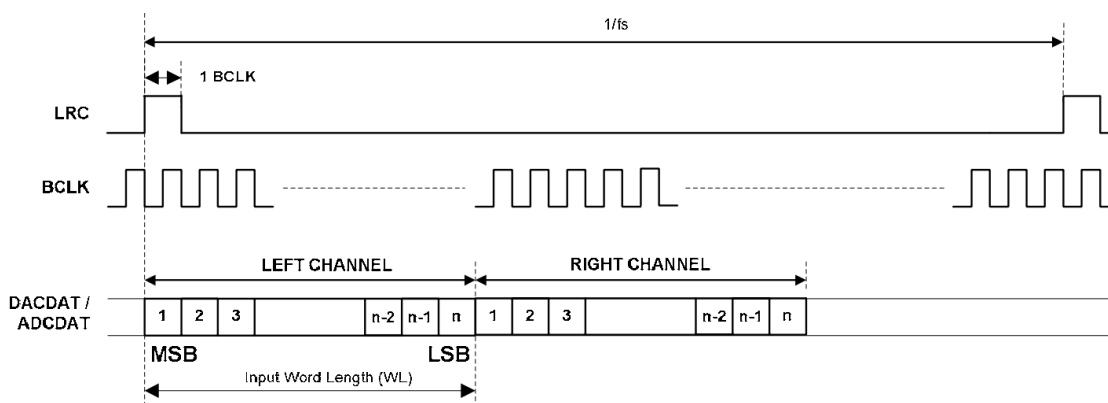 1/fs
1 BCLK
LRC
BCLK
LEFT CHANNEL RIGHT CHANNEL
DACDAT /
ADCDAT
1 2 3 n-2 n-1 n 1 2 3 n-2 n-1 n
MSB LSB
Input Word Length (WL)